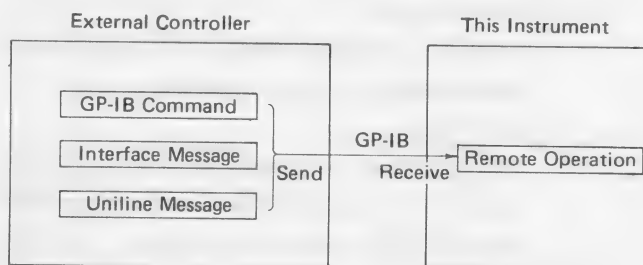 External Controller
This Instrument
GP-IB Command
Interface Message
Uniline Message
Send
GP-IB
Receive
Remote Operation